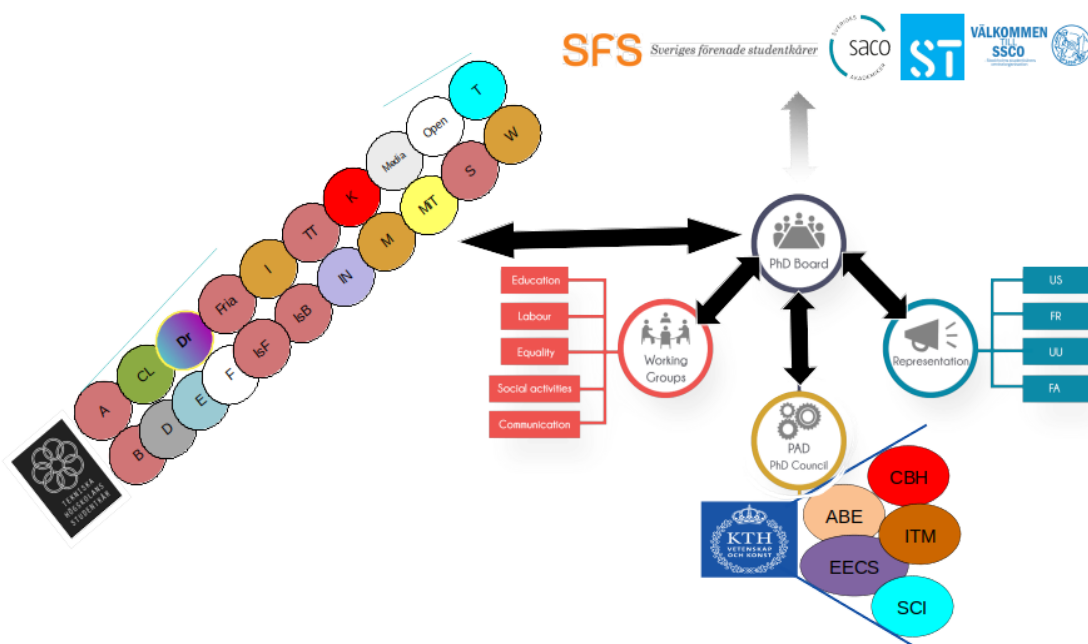 SFS Sveriges förenade studentkårer
SVERIGES
saco
AKADEMIKER
ST
VÄLKOMMEN
TILL
SSCO
T
Open
W
Media
S
K
MIT
TT
M
I
IN
Fria
IsB
Dr
IsF
CL
F
E
A
D
B
TEKNISKA
HÖGSKOLANS
STUDENTKÅR
PhD Board
Education
Labour
Equality
Social activities
Communication
Working
Groups
Representation
US
FR
UU
FA
PAD
PhD Council
KTH
VETENSKAP
OCH KONST
CBH
ABE
ITM
EECS
SCI